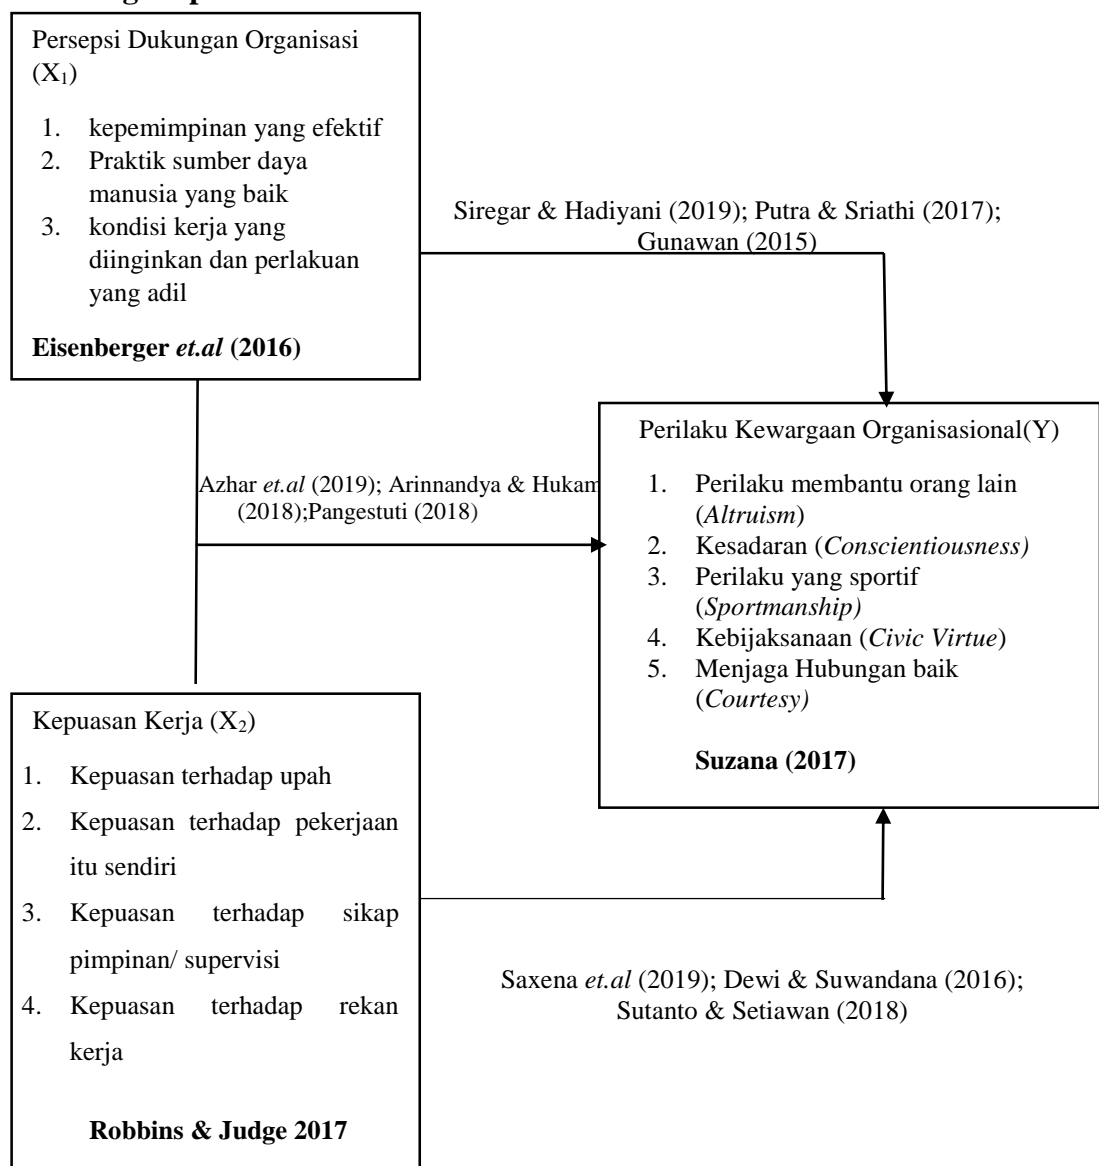 Persepsi Dukungan Organisasi
(X₁)
1. kepemimpinan yang efektif
2. Praktik sumber daya
manusia yang baik
3. kondisi kerja yang
diinginkan dan perlakuan
yang adil
Eisenberger et.al (2016)
Siregar & Hadiyani (2019); Putra & Sriathi (2017);
Gunawan (2015)
Azhar et.al (2019); Arinnandya & Hukam
(2018);Pangestuti (2018)
Perilaku Kewargaan Organisasional(Y)
1. Perilaku membantu orang lain
(Altruism)
2. Kesadaran (Conscientiousness)
3. Perilaku yang sportif
(Sportmanship)
4. Kebijaksanaan (Civic Virtue)
5. Menjaga Hubungan baik
(Courtesy)
Suzana (2017)
Kepuasan Kerja (X₂)
1. Kepuasan terhadap upah
2. Kepuasan terhadap pekerjaan
itu sendiri
3. Kepuasan terhadap sikap
pimpinan/ supervisi
4. Kepuasan terhadap rekan
kerja
Robbins & Judge 2017
Saxena et.al (2019); Dewi & Suwandana (2016);
Sutanto & Setiawan (2018)